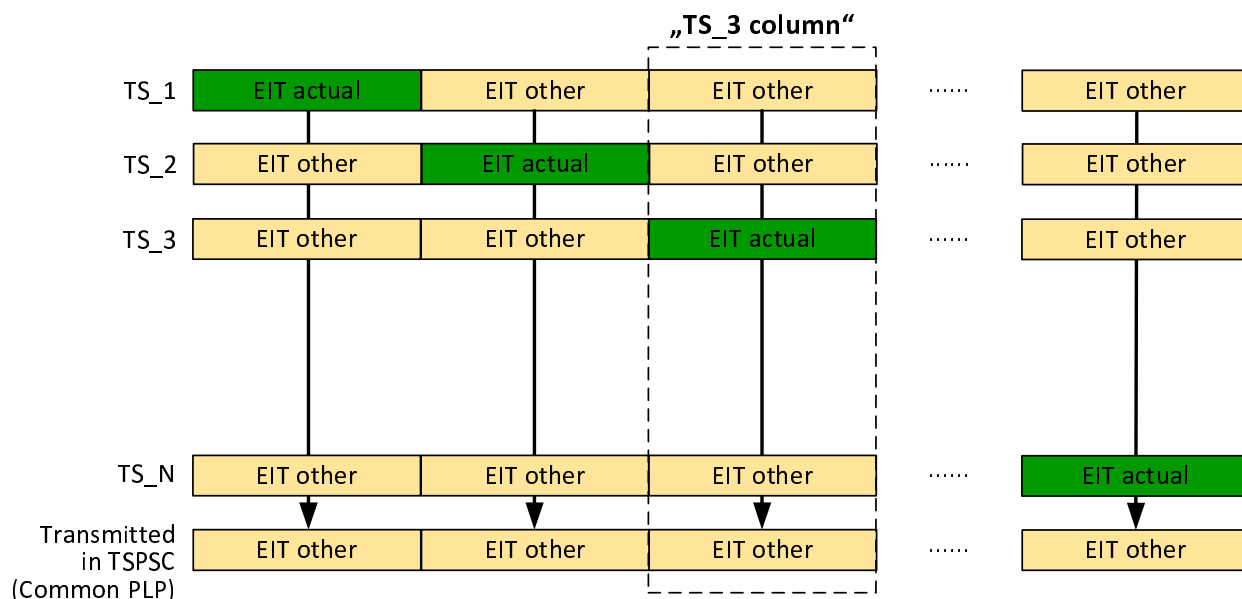 „TS_3 column“
TS_1 EIT actual EIT other EIT other ······ EIT other
TS_2 EIT other EIT actual EIT other ······ EIT other
TS_3 EIT other EIT other EIT actual ······ EIT other
TS_N EIT other EIT other EIT other ······ EIT actual
Transmitted
in TSPSC
(Common PLP)
EIT other EIT other EIT other ······ EIT other